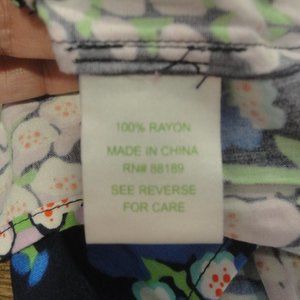 100% RAYON
MADE IN CHINA
RN# 88189
SEE REVERSE
FOR CARE